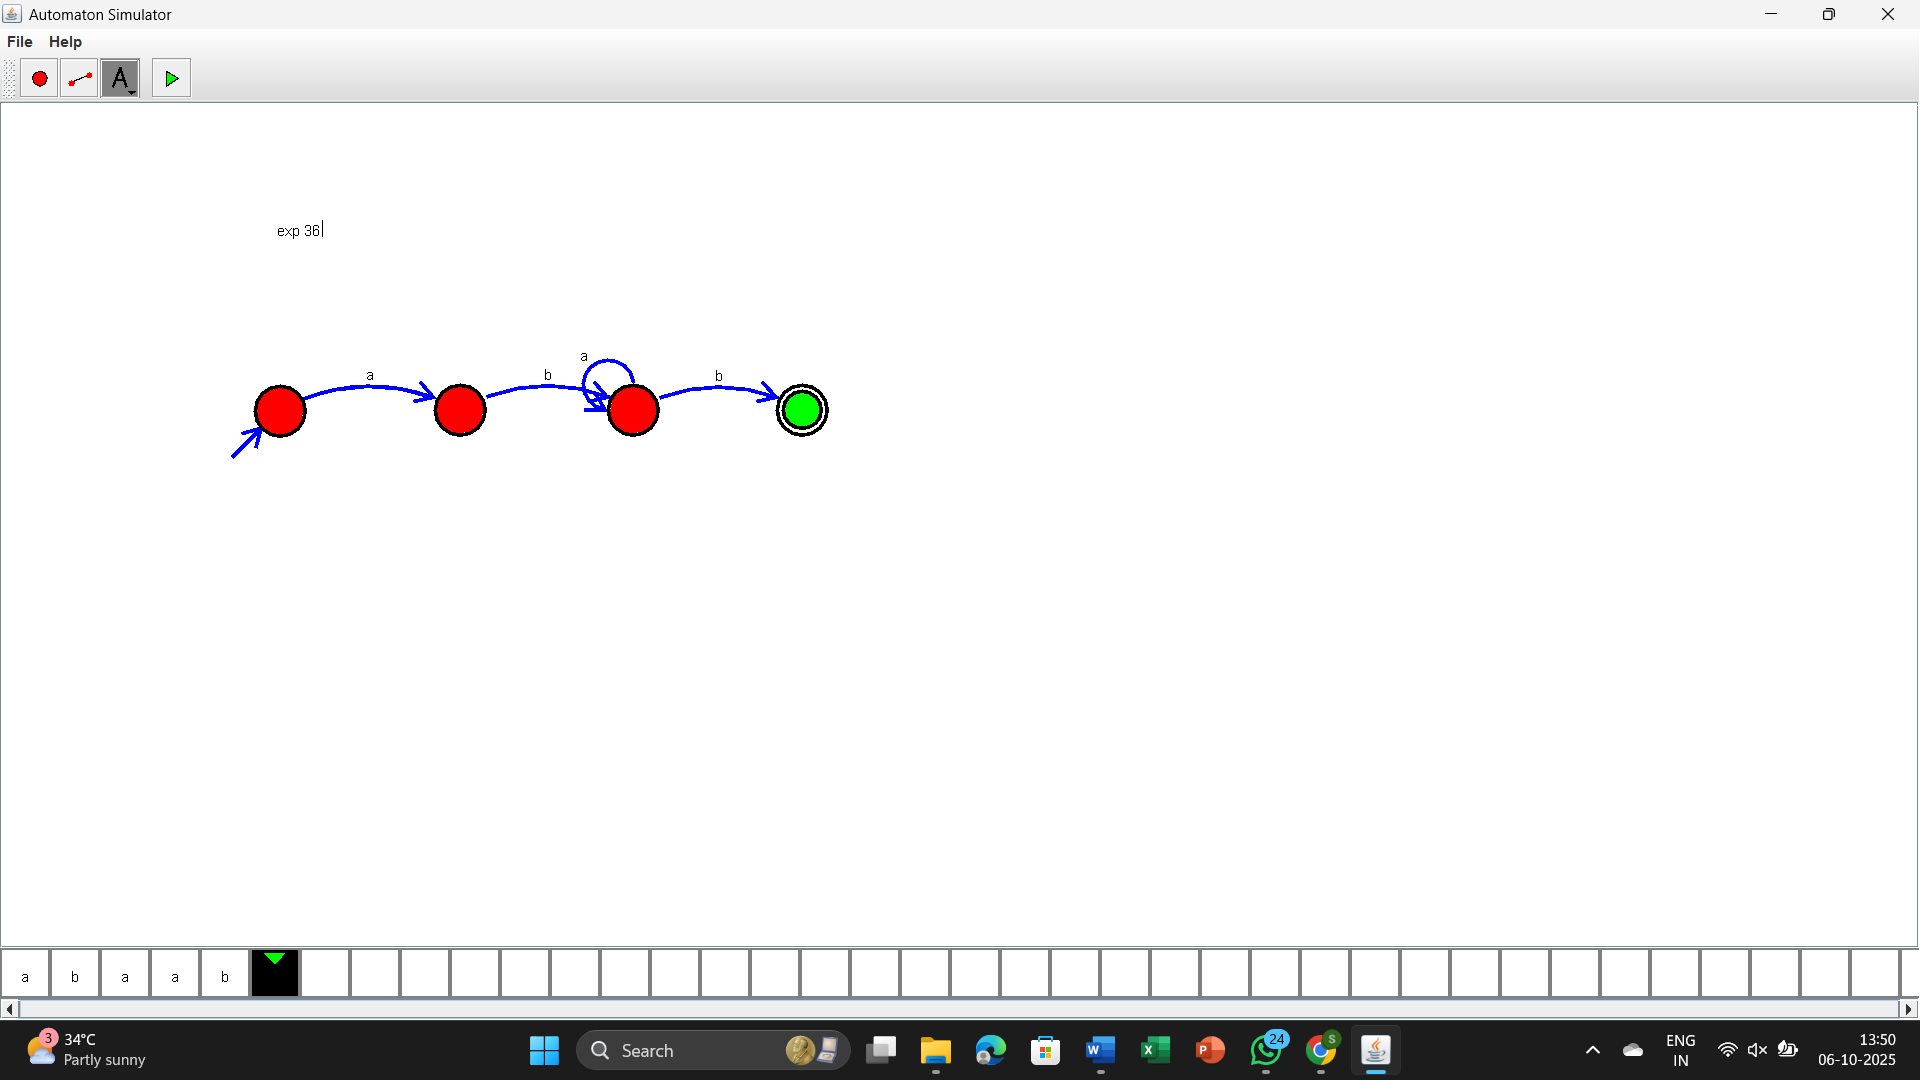 Automaton Simulator
File Help
A
exp 36
a b a b
a b a a b
3 34°C
Partly sunny
Search
W X P 24 S
ENG
IN
13:50
06-10-2025